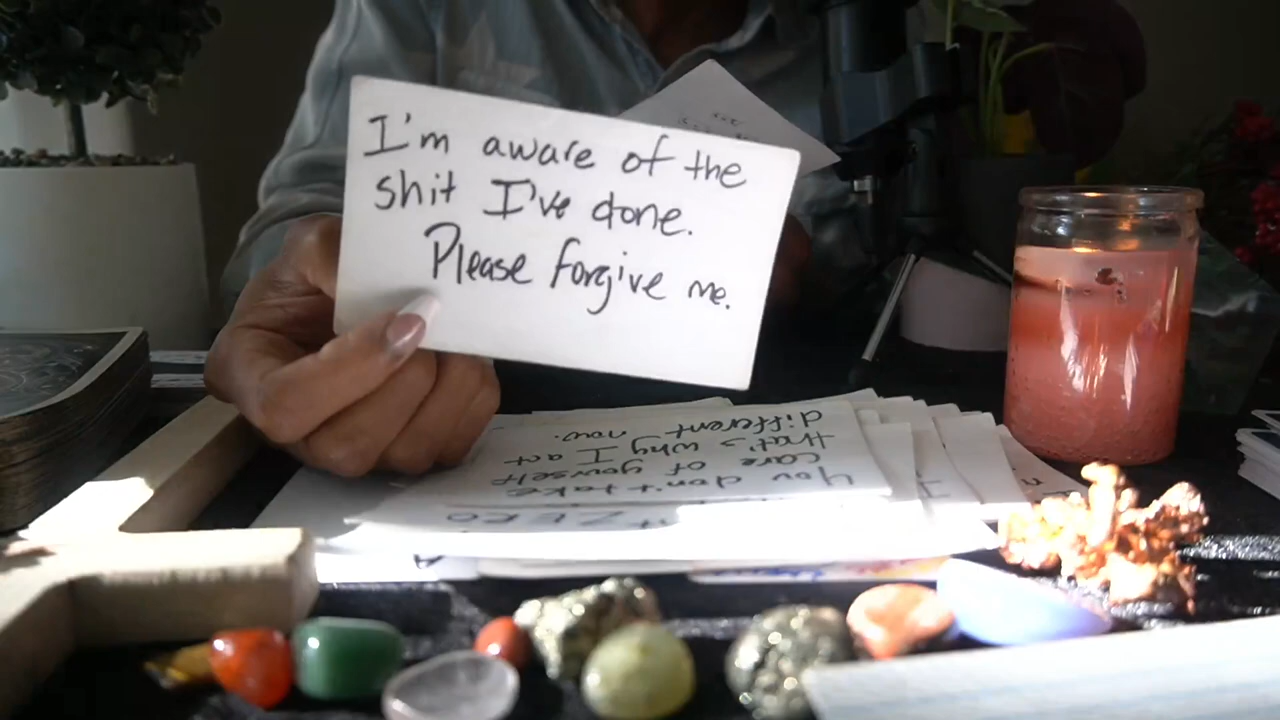 I'm aware of the
shit I've done.
Please forgive me.
You don't take
care of yourself
that's why I act
different now.